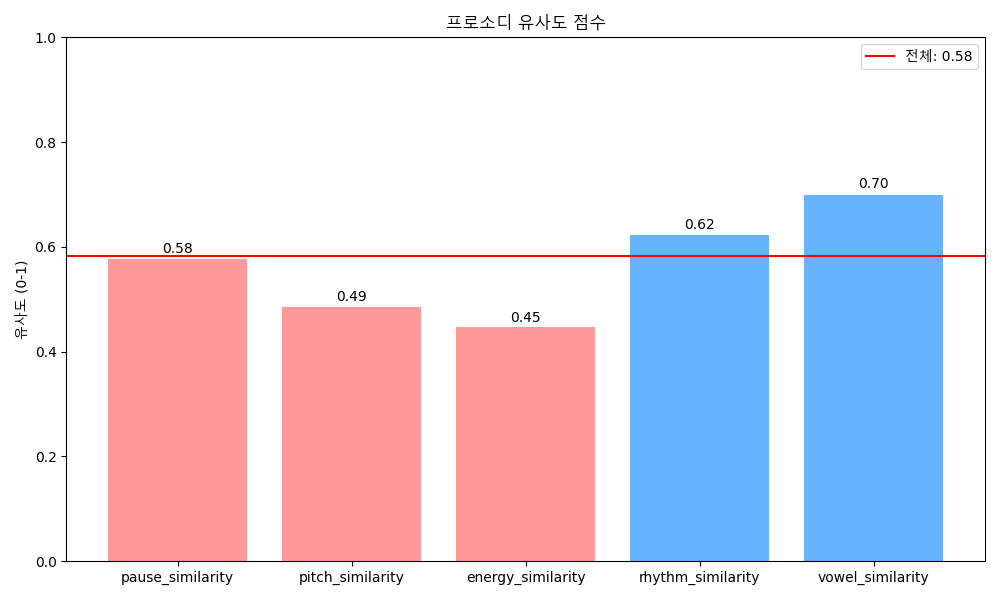 프로소디 유사도 점수
전체: 0.58
유사도 (0-1)
1.0
0.8
0.6
0.4
0.2
0.0
0.58
0.49
0.45
0.62
0.70
pause_similarity
pitch_similarity
energy_similarity
rhythm_similarity
vowel_similarity